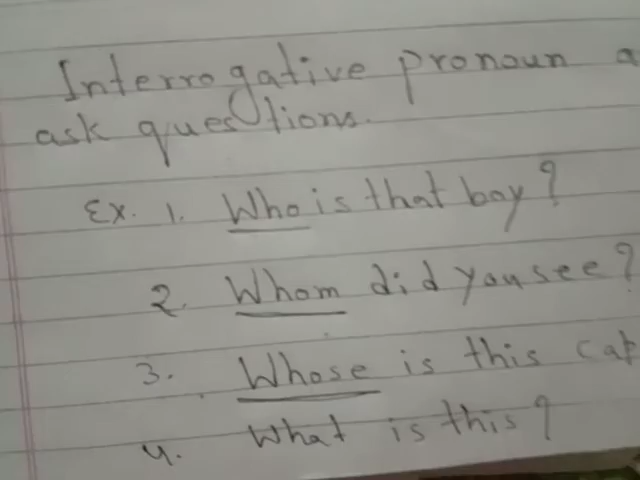 Interrogative pronoun a
ask questions.
Ex. 1. Who is that boy?
2. Whom did you see?
3. Whose is this
4. What is this?